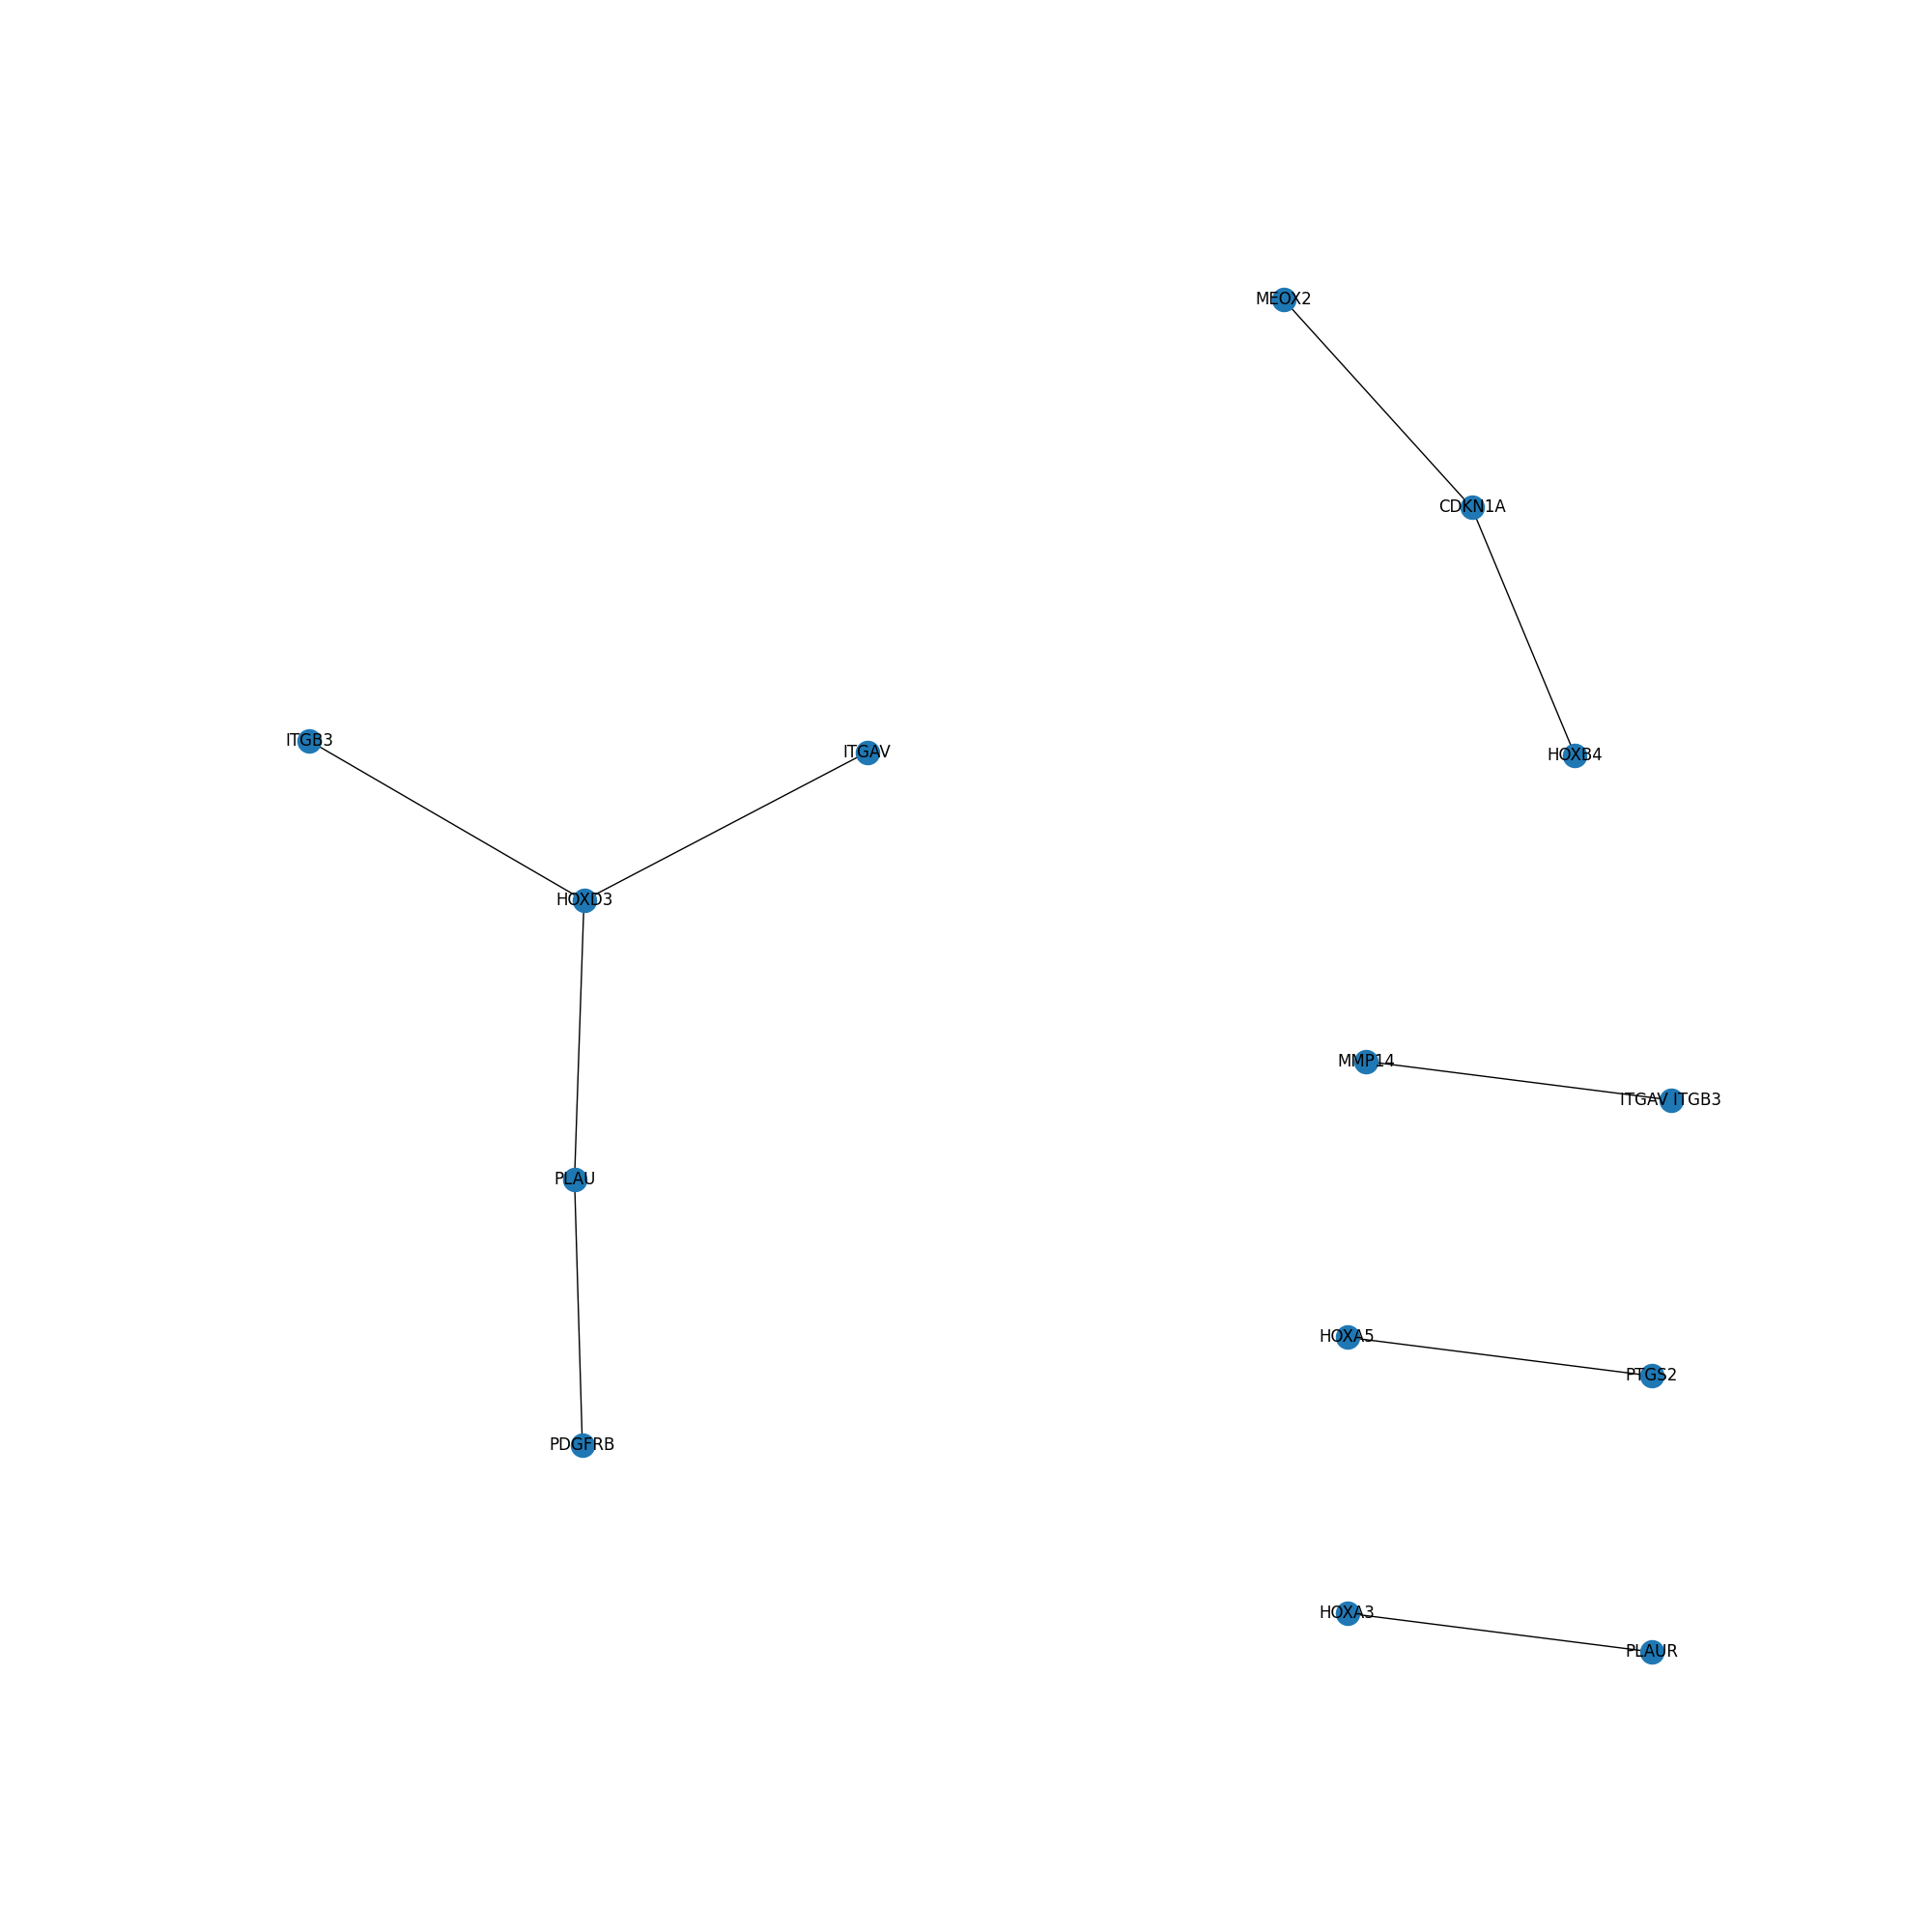 MEOX2
CDKN1A
ITGB3
ITGAV
HOXB4
HOXD3
MMP14
ITGAV ITGB3
PLAU
HOXA5
PTGS2
PDGFRB
HOXA3
PLAUR